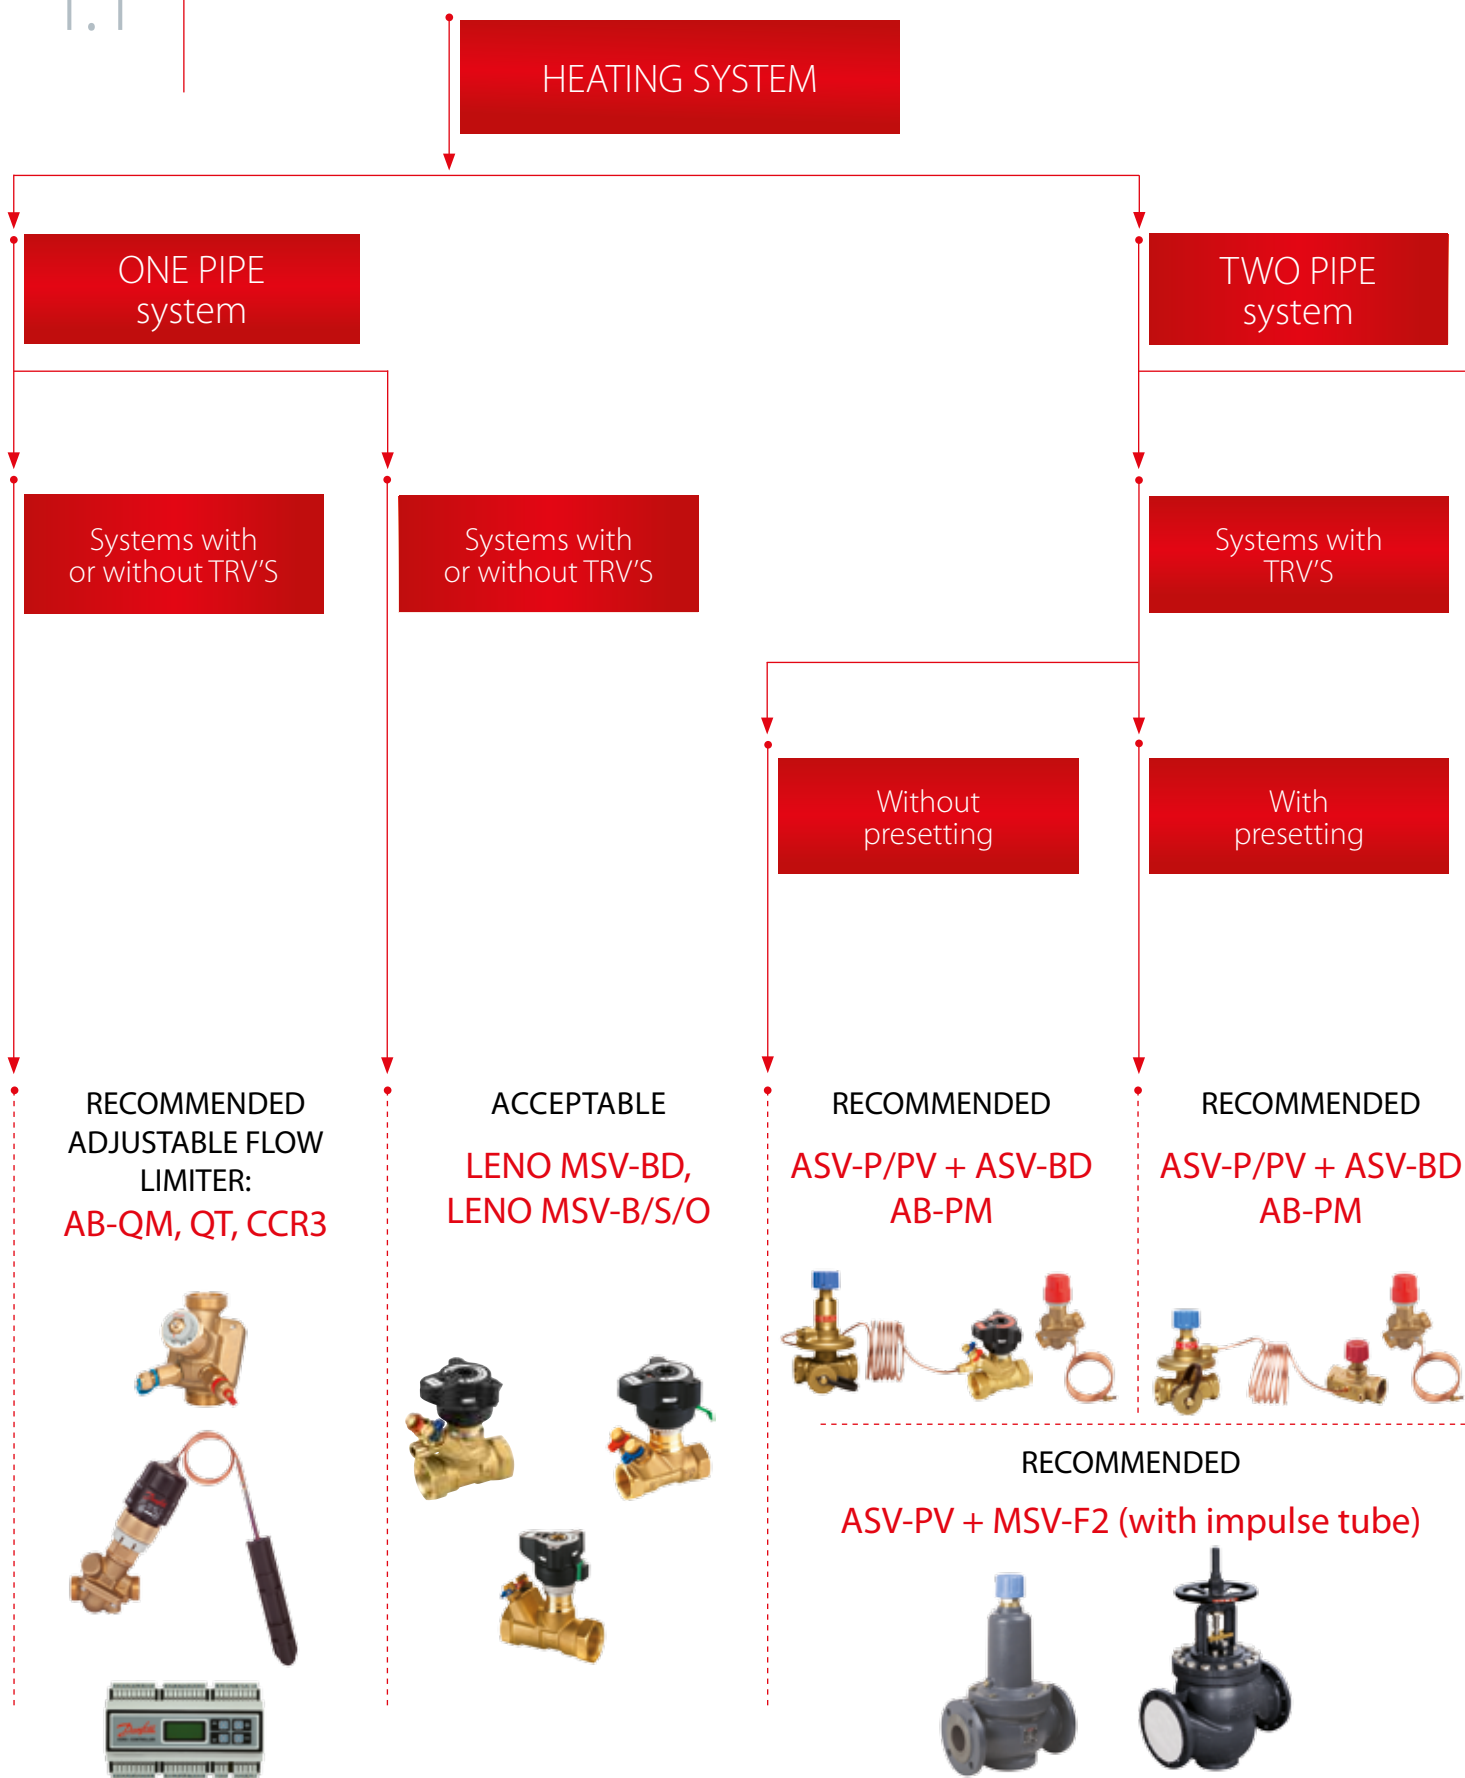 1.1
HEATING SYSTEM
ONE PIPE
system
TWO PIPE
system
Systems with
or without TRV'S
Systems with
or without TRV'S
Systems with
TRV'S
Without
presetting
With
presetting
RECOMMENDED
ADJUSTABLE FLOW
LIMITER:
AB-QM, QT, CCR3
ACCEPTABLE
LENO MSV-BD,
LENO MSV-B/S/O
RECOMMENDED
ASV-P/PV + ASV-BD
AB-PM
RECOMMENDED
ASV-P/PV + ASV-BD
AB-PM
RECOMMENDED
ASV-PV + MSV-F2 (with impulse tube)
Danfoss